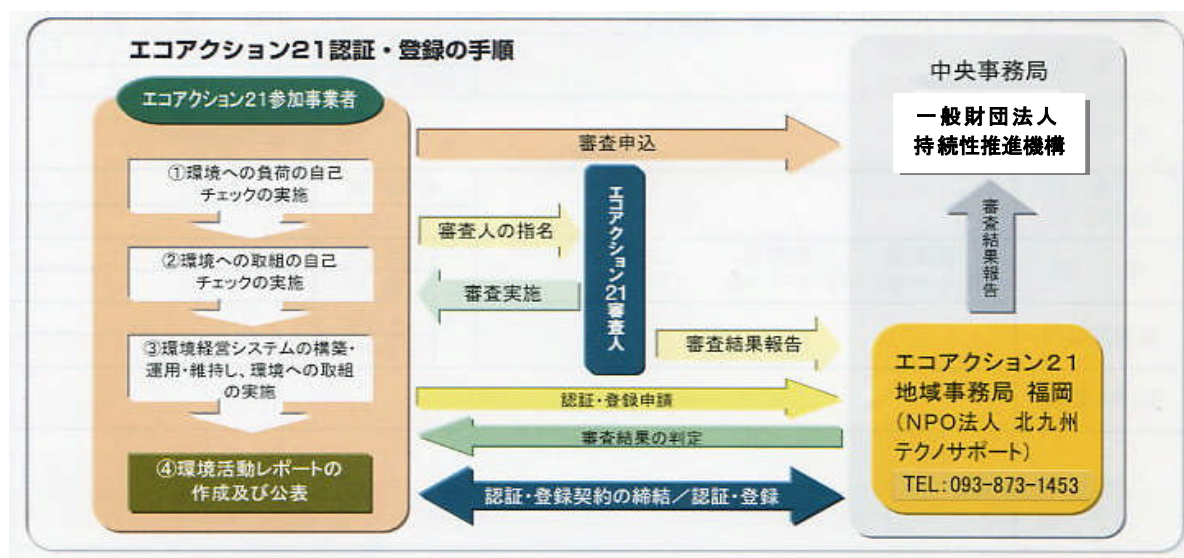 エコアクション21認証・登録の手順
エコアクション21参加事業者
①環境への負荷の自己
チェックの実施
②環境への取組の自己
チェックの実施
③環境経営システムの構築・
運用・維持し、環境への取組
の実施
④環境活動レポートの
作成及び公表
審査申込
審査人の指名
審査実施
エコアクション21審査人
審査結果報告
認証・登録申請
審査結果の判定
認証・登録契約の締結／認証・登録
中央事務局
一般財団法人
持続性推進機構
審査結果報告
エコアクション21
地域事務局 福岡
(NPO法人 北九州
テクノサポート)
TEL:093-873-1453